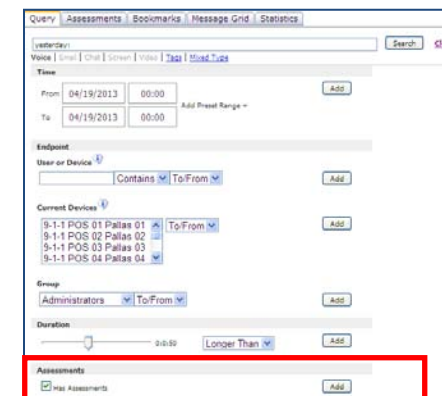 Query Assessments Bookmarks Message Grid Statistics
yesterday: Search
Voice | Email | Chat | Screen | Video | Tags | Mixed Type
Time
From 04/19/2013 00:00 Add
Add Preset Range
To 04/19/2013 00:00
Endpoint
User or Device
Contains To/From Add
Current Devices
9-1-1 POS 01 Pallas 01 To/From Add
9-1-1 POS 02 Pallas 02
9-1-1 POS 03 Pallas 03
9-1-1 POS 04 Pallas 04
Group
Administrators To/From Add
Duration
0:0:50 Longer Than Add
Assessments
Has Assessments Add